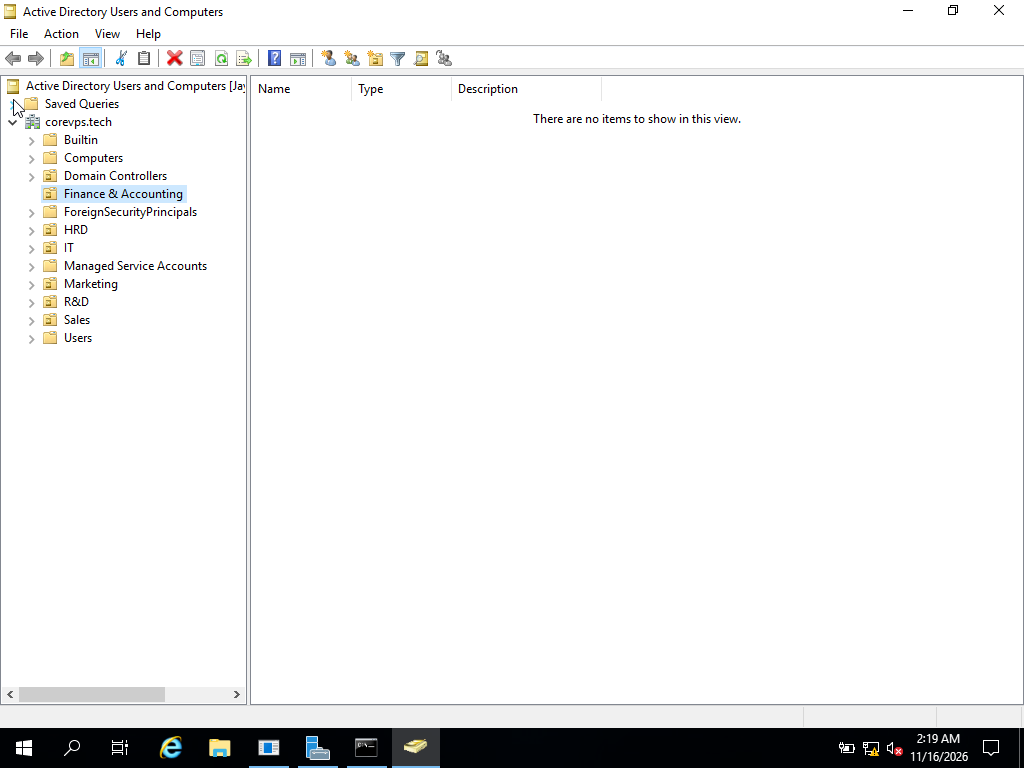 Active Directory Users and Computers
File Action View Help
Active Directory Users and Computers [Jay
Name Type Description
Saved Queries
There are no items to show in this view.
corevps.tech
Builtin
Computers
Domain Controllers
Finance & Accounting
ForeignSecurityPrincipals
HRD
IT
Managed Service Accounts
Marketing
R&D
Sales
Users
2:19 AM
11/16/2026